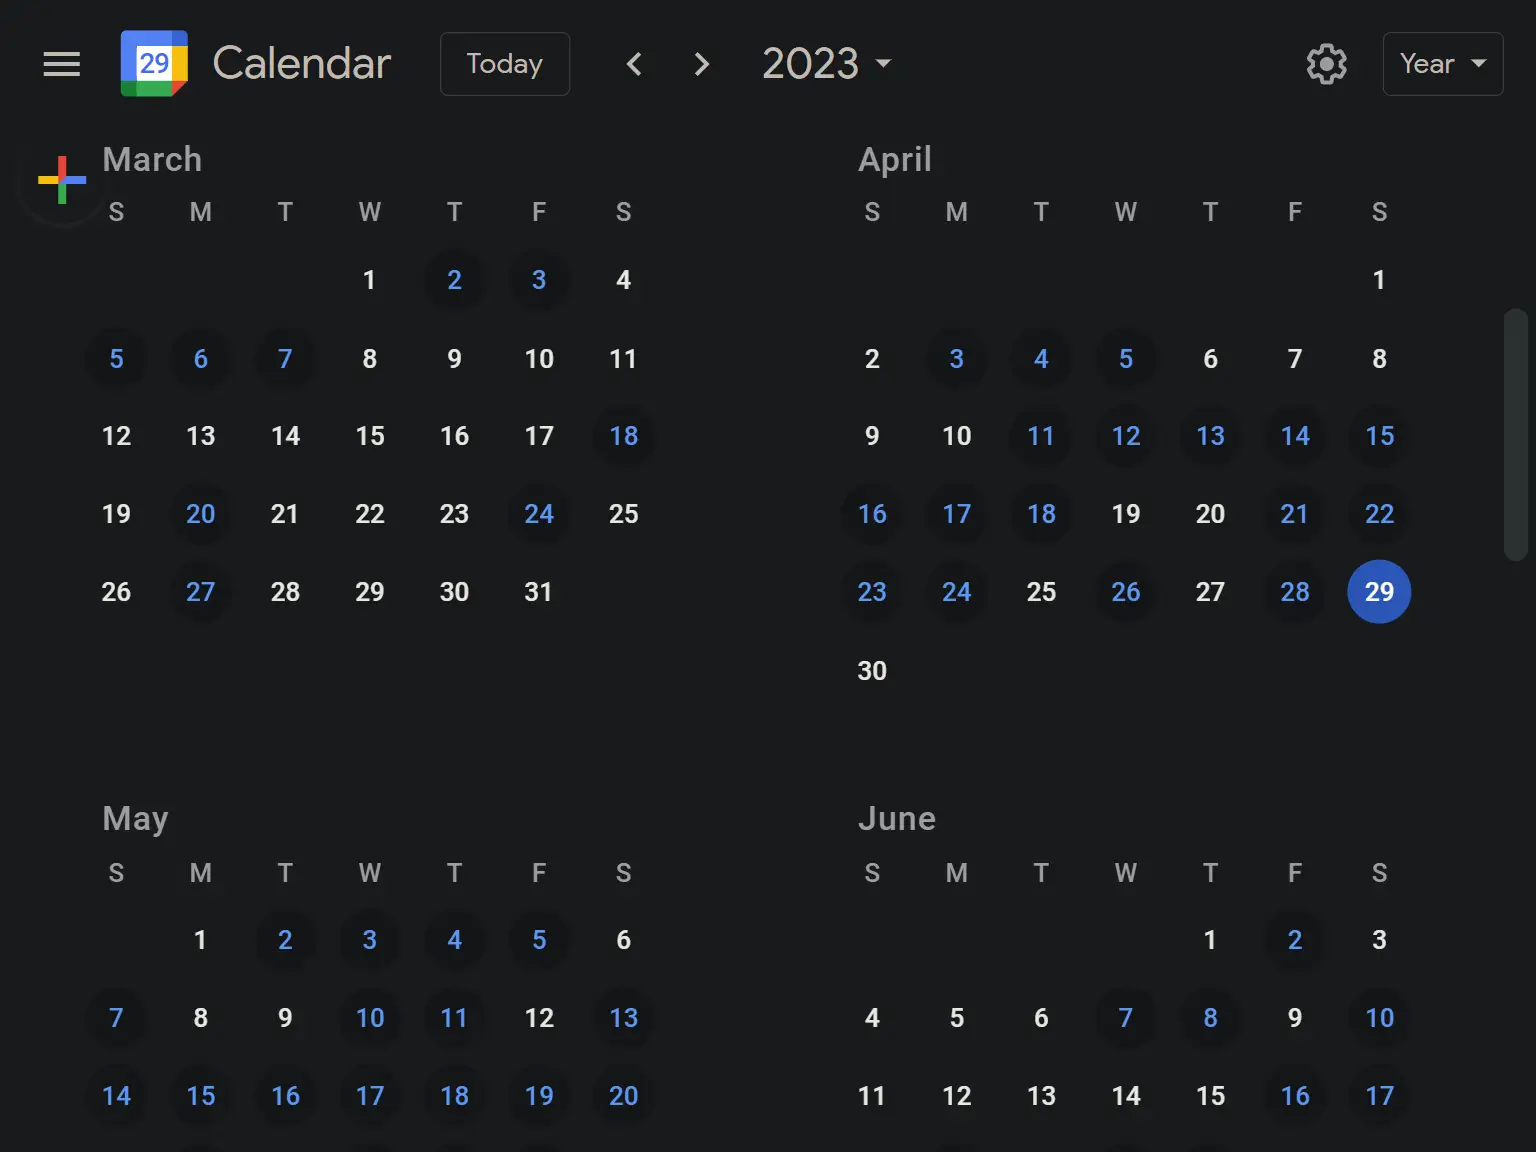 29 Calendar Today 2023 Year
March
S M T W T F S
1 2 3 4
5 6 7 8 9 10 11
12 13 14 15 16 17 18
19 20 21 22 23 24 25
26 27 28 29 30 31
April
S M T W T F S
1
2 3 4 5 6 7 8
9 10 11 12 13 14 15
16 17 18 19 20 21 22
23 24 25 26 27 28 29
30
May
S M T W T F S
1 2 3 4 5 6
7 8 9 10 11 12 13
14 15 16 17 18 19 20
June
S M T W T F S
1 2 3
4 5 6 7 8 9 10
11 12 13 14 15 16 17